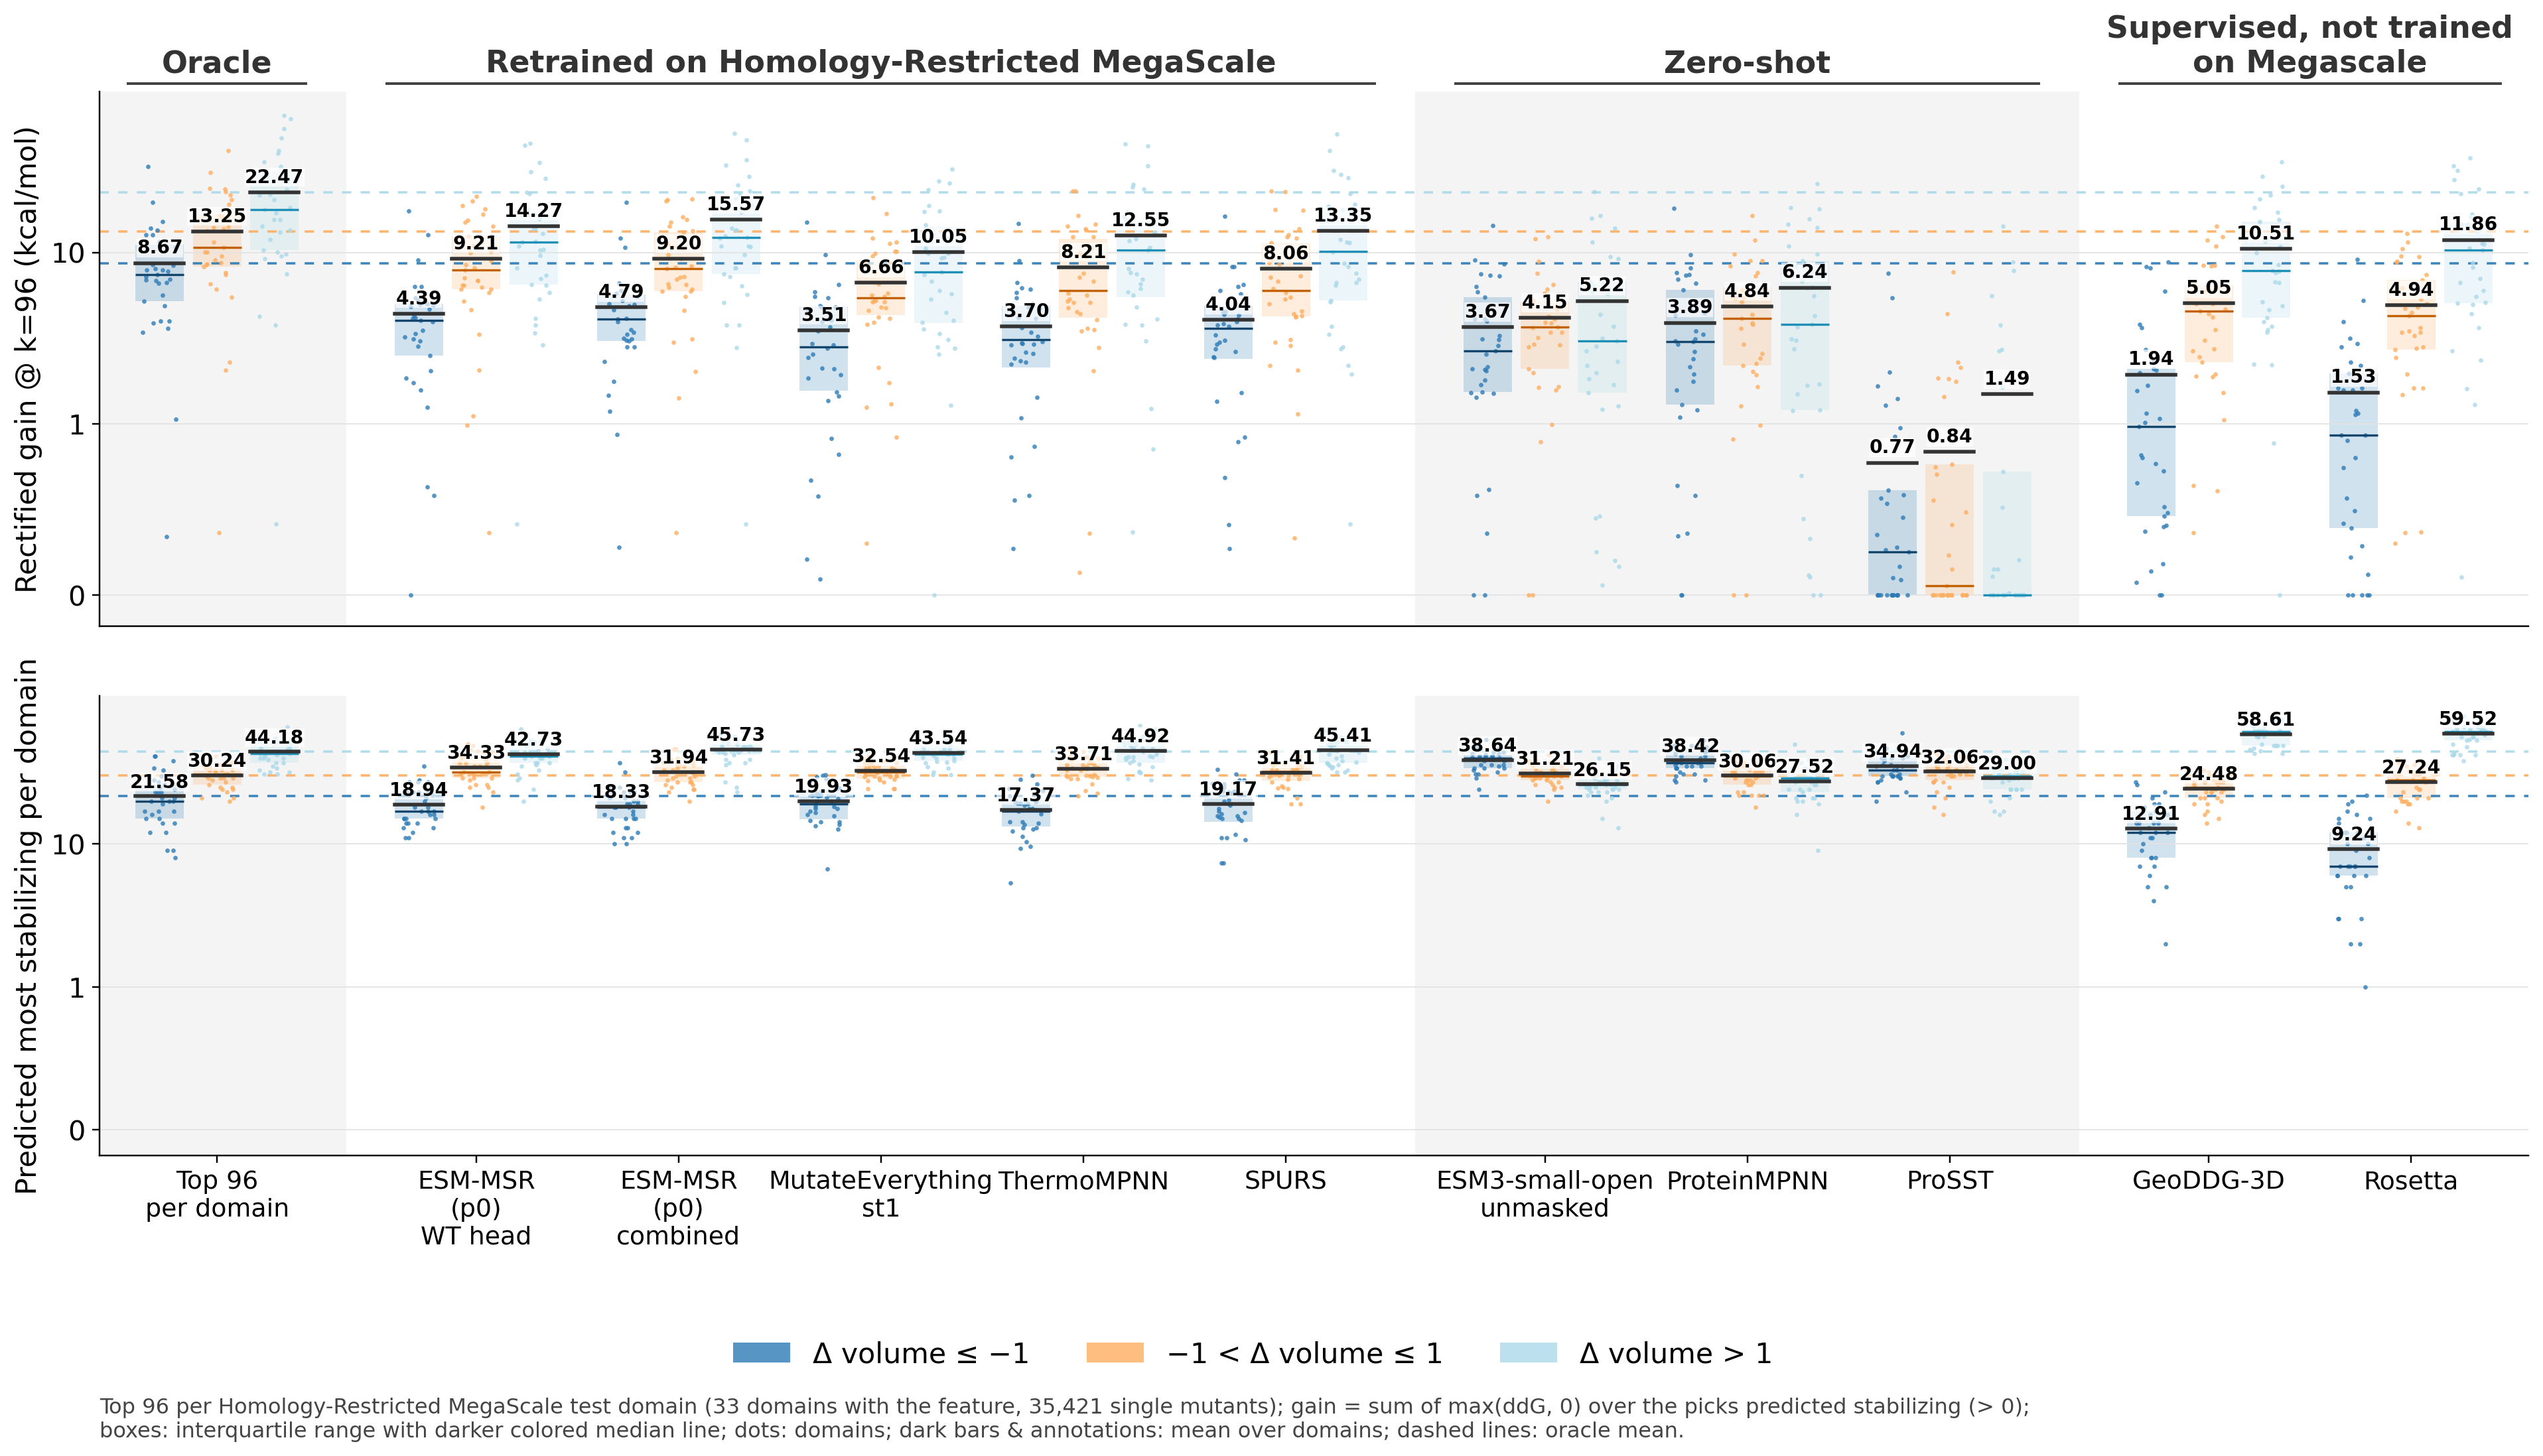 Oracle
Retrained on Homology-Restricted MegaScale
Zero-shot
Supervised, not trained
on Megascale
Rectified gain @ k=96 (kcal/mol)
10
1
0
8.67
13.25
22.47
4.39
9.21
14.27
4.79
9.20
15.57
3.51
6.66
10.05
3.70
8.21
12.55
4.04
8.06
13.35
3.67
4.15
5.22
3.89
4.84
6.24
0.77
0.84
1.49
1.94
5.05
10.51
1.53
4.94
11.86
Predicted most stabilizing per domain
10
1
0
21.58
30.24
44.18
18.94
34.33
42.73
18.33
31.94
45.73
19.93
32.54
43.54
17.37
33.71
44.92
19.17
31.41
45.41
38.64
31.21
26.15
38.42
30.06
27.52
34.94
32.06
29.00
12.91
24.48
58.61
9.24
27.24
59.52
Top 96
per domain
ESM-MSR
(p0)
WT head
ESM-MSR
(p0)
combined
MutateEverything
st1
ThermoMPNN
SPURS
ESM3-small-open
unmasked
ProteinMPNN
ProSST
GeoDDG-3D
Rosetta
Δ volume ≤ −1
−1 < Δ volume ≤ 1
Δ volume > 1
Top 96 per Homology-Restricted MegaScale test domain (33 domains with the feature, 35,421 single mutants); gain = sum of max(ddG, 0) over the picks predicted stabilizing (> 0);
boxes: interquartile range with darker colored median line; dots: domains; dark bars & annotations: mean over domains; dashed lines: oracle mean.